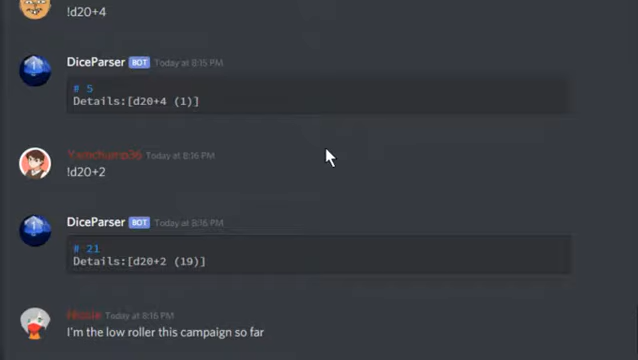 !d20+4
DiceParser BOT Today at 8:15 PM
# 5
Details:[d20+4 (1)]
Today at 8:16 PM
!d20+2
DiceParser BOT Today at 8:16 PM
# 21
Details:[d20+2 (19)]
Today at 8:16 PM
I'm the low roller this campaign so far